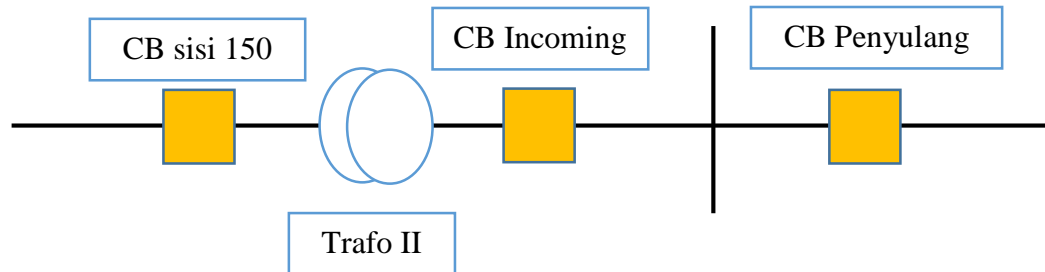 CB sisi 150
CB Incoming
CB Penyulang
Trafo II